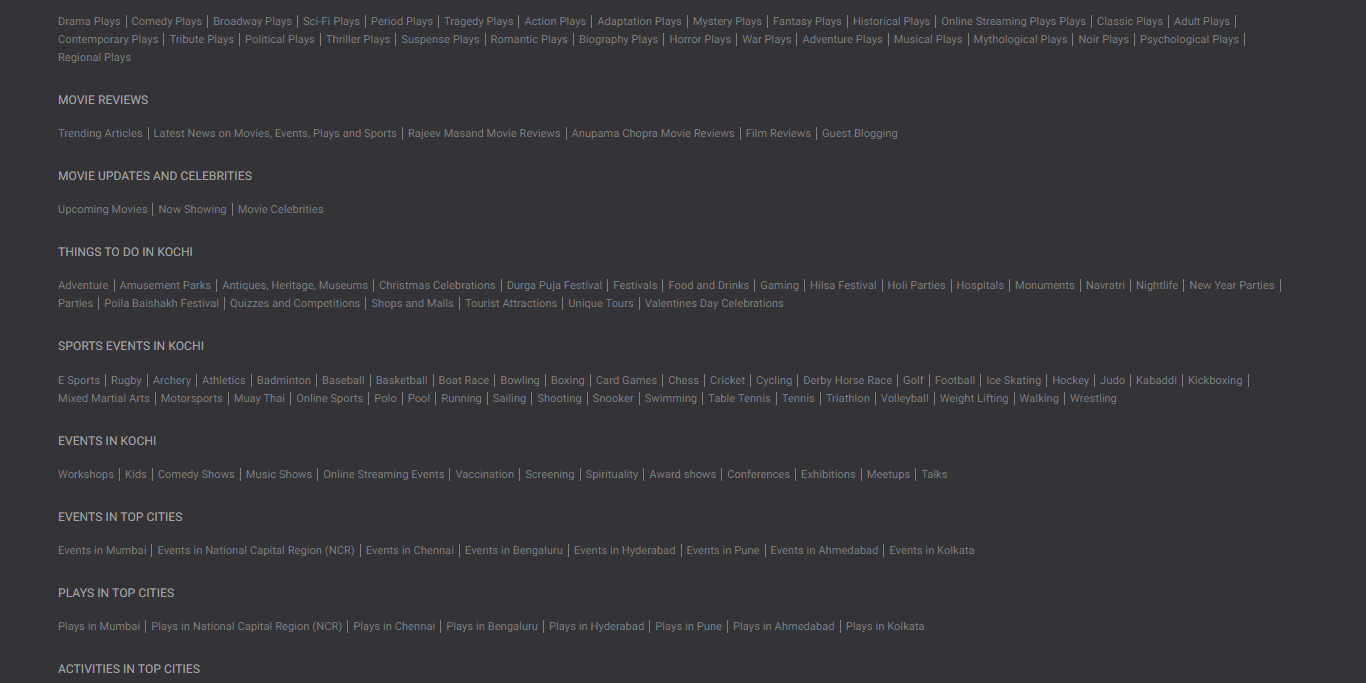 Drama Plays | Comedy Plays | Broadway Plays | Sci-Fi Plays | Period Plays | Tragedy Plays | Action Plays | Adaptation Plays | Mystery Plays | Fantasy Plays | Historical Plays | Online Streaming Plays Plays | Classic Plays | Adult Plays |
Contemporary Plays | Tribute Plays | Political Plays | Thriller Plays | Suspense Plays | Romantic Plays | Biography Plays | Horror Plays | War Plays | Adventure Plays | Musical Plays | Mythological Plays | Noir Plays | Psychological Plays |
Regional Plays
MOVIE REVIEWS
Trending Articles | Latest News on Movies, Events, Plays and Sports | Rajeev Masand Movie Reviews | Anupama Chopra Movie Reviews | Film Reviews | Guest Blogging
MOVIE UPDATES AND CELEBRITIES
Upcoming Movies | Now Showing | Movie Celebrities
THINGS TO DO IN KOCHI
Adventure | Amusement Parks | Antiques, Heritage, Museums | Christmas Celebrations | Durga Puja Festival | Festivals | Food and Drinks | Gaming | Hilsa Festival | Holi Parties | Hospitals | Monuments | Navratri | Nightlife | New Year Parties |
Parties | Poila Baishakh Festival | Quizzes and Competitions | Shops and Malls | Tourist Attractions | Unique Tours | Valentines Day Celebrations
SPORTS EVENTS IN KOCHI
E Sports | Rugby | Archery | Athletics | Badminton | Baseball | Basketball | Boat Race | Bowling | Boxing | Card Games | Chess | Cricket | Cycling | Derby Horse Race | Golf | Football | Ice Skating | Hockey | Judo | Kabaddi | Kickboxing |
Mixed Martial Arts | Motorsports | Muay Thai | Online Sports | Polo | Pool | Running | Sailing | Shooting | Snooker | Swimming | Table Tennis | Tennis | Triathlon | Volleyball | Weight Lifting | Walking | Wrestling
EVENTS IN KOCHI
Workshops | Kids | Comedy Shows | Music Shows | Online Streaming Events | Vaccination | Screening | Spirituality | Award shows | Conferences | Exhibitions | Meetups | Talks
EVENTS IN TOP CITIES
Events in Mumbai | Events in National Capital Region (NCR) | Events in Chennai | Events in Bengaluru | Events in Hyderabad | Events in Pune | Events in Ahmedabad | Events in Kolkata
PLAYS IN TOP CITIES
Plays in Mumbai | Plays in National Capital Region (NCR) | Plays in Chennai | Plays in Bengaluru | Plays in Hyderabad | Plays in Pune | Plays in Ahmedabad | Plays in Kolkata
ACTIVITIES IN TOP CITIES